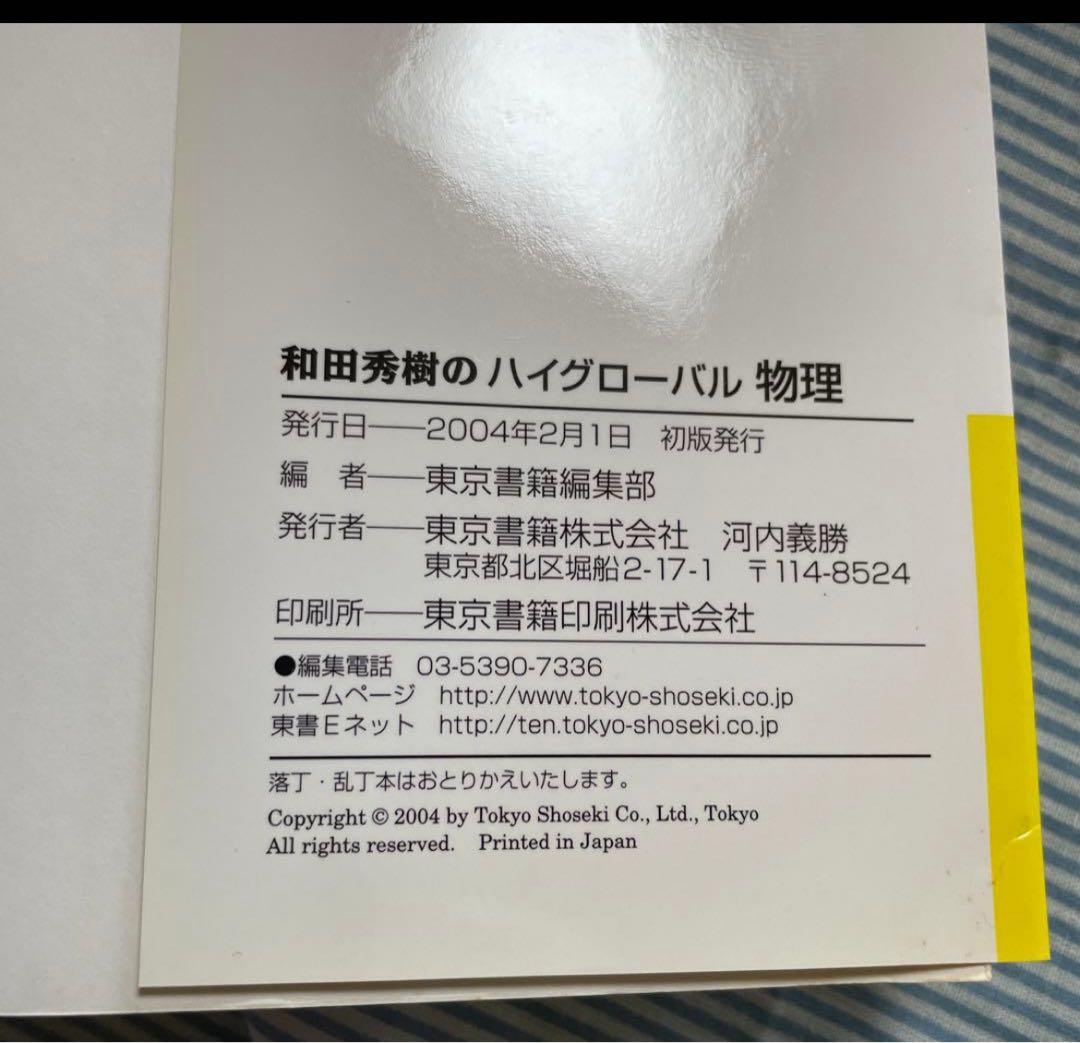 和田秀樹の ハイグローバル 物理
発行日――2004年2月1日　初版発行
編　者――東京書籍編集部
発行者――東京書籍株式会社　河内義勝
東京都北区堀船2-17-1　〒114-8524
印刷所――東京書籍印刷株式会社
●編集電話　03-5390-7336
ホームページ　http://www.tokyo-shoseki.co.jp
東書Eネット　http://ten.tokyo-shoseki.co.jp
落丁・乱丁本はおとりかえいたします。
Copyright © 2004 by Tokyo Shoseki Co., Ltd., Tokyo
All rights reserved.　Printed in Japan